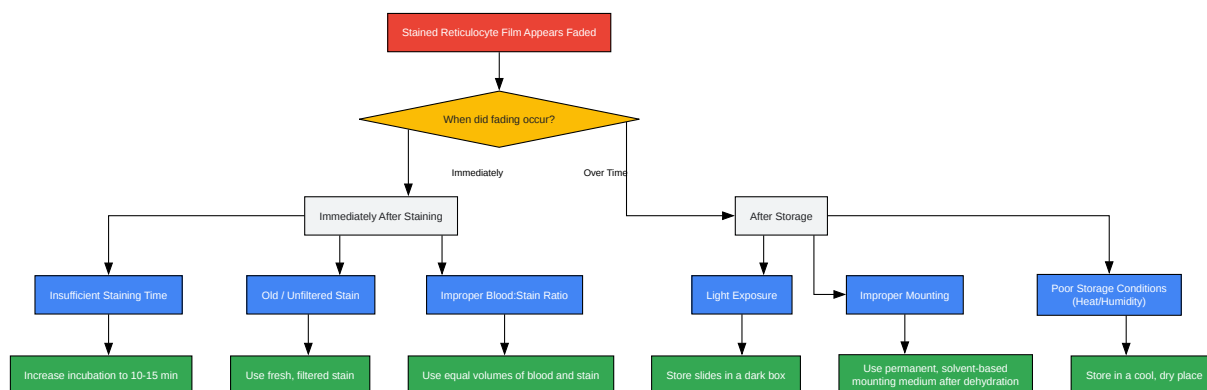 Stained Reticulocyte Film Appears Faded
When did fading occur?
Immediately
Over Time
Immediately After Staining
After Storage
Insufficient Staining Time
Old / Unfiltered Stain
Improper Blood:Stain Ratio
Light Exposure
Improper Mounting
Poor Storage Conditions
(Heat/Humidity)
Increase incubation to 10-15 min
Use fresh, filtered stain
Use equal volumes of blood and stain
Store slides in a dark box
Use permanent, solvent-based
mounting medium after dehydration
Store in a cool, dry place